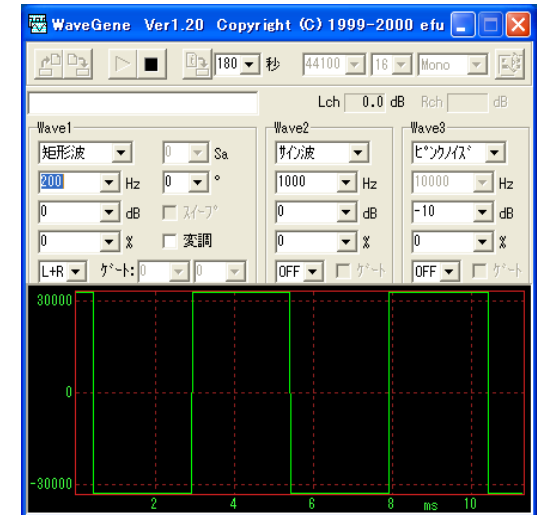 WaveGene Ver1.20 Copyright (C) 1999-2000 efu
180 秒 44100 16 Mono
Lch 0.0 dB Rch dB
Wave1 Wave2 Wave3
矩形波 0 Sa サイン波 ピンクノイズ
200 Hz 0 ° 1000 Hz 10000 Hz
0 dB スイープ 0 dB -10 dB
0 % 変調 0 % 0 %
L+R ゲート: 0 0 OFF ゲート OFF ゲート
30000
0
-30000
2 4 6 8 ms 10